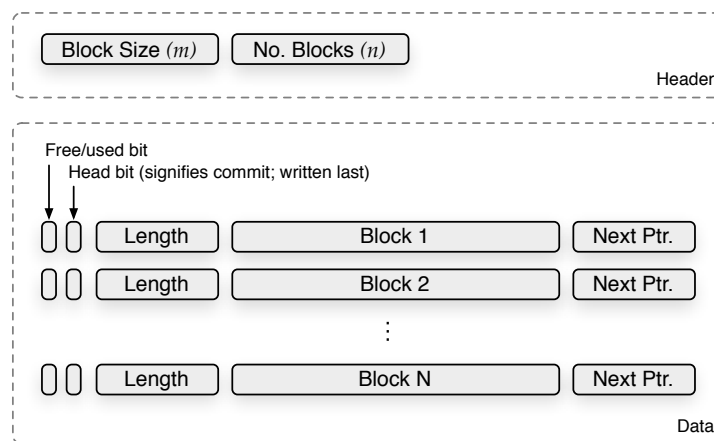 Block Size (m) No. Blocks (n)
Header
Free/used bit
Head bit (signifies commit; written last)
Length Block 1 Next Ptr.
Length Block 2 Next Ptr.
⋮
Length Block N Next Ptr.
Data